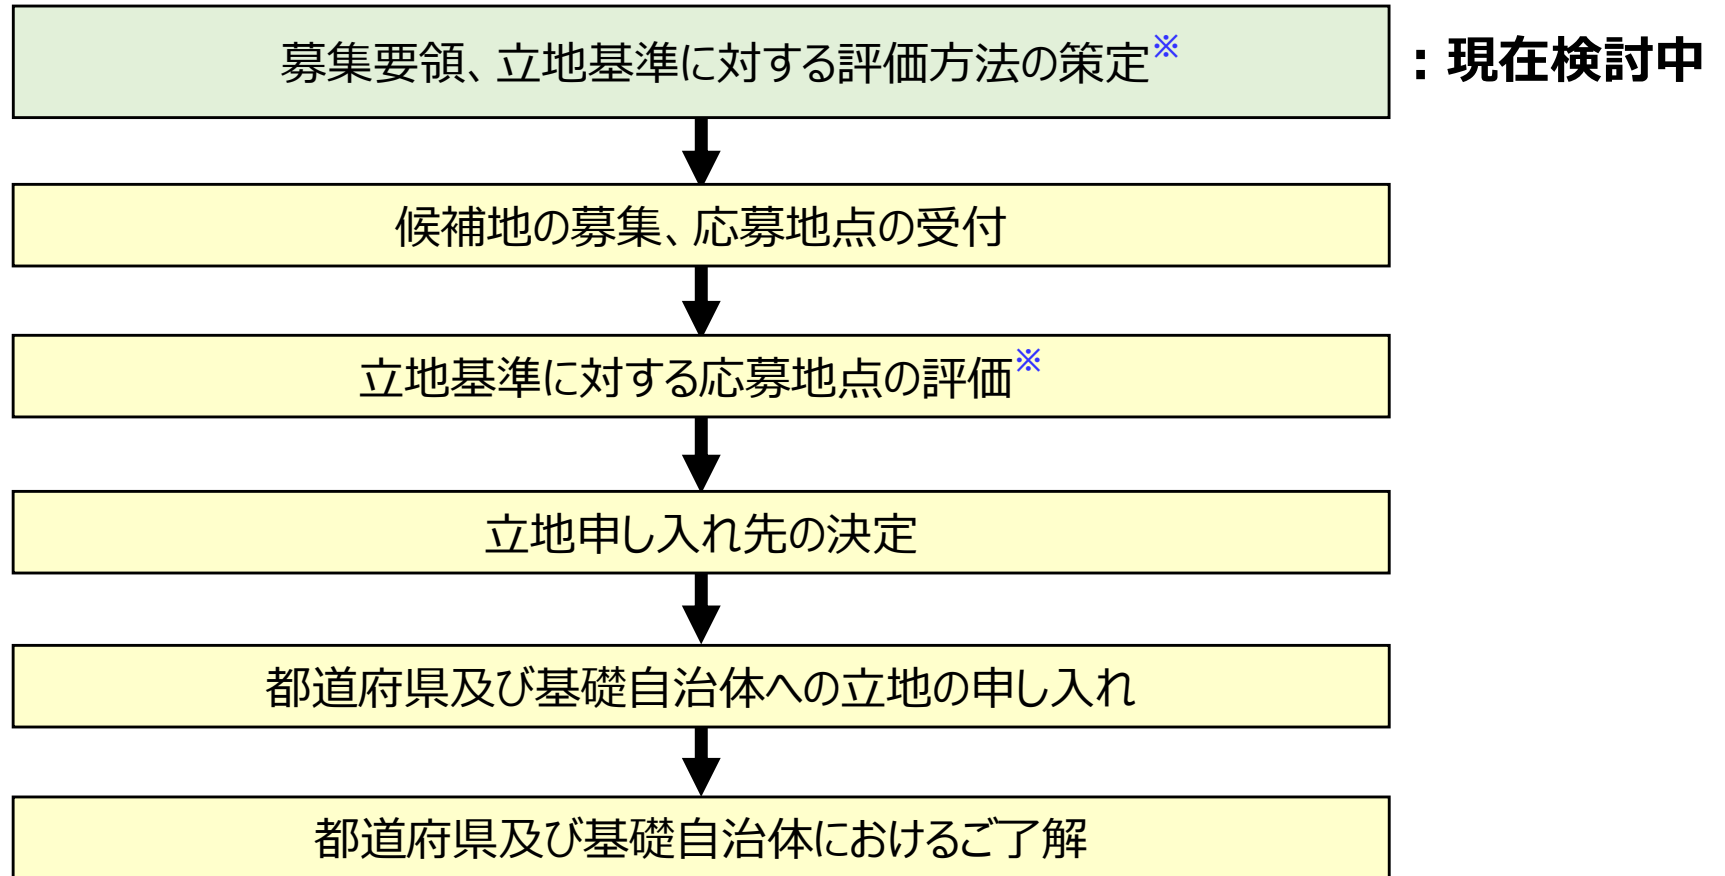 募集要領、立地基準に対する評価方法の策定※
：現在検討中
候補地の募集、応募地点の受付
立地基準に対する応募地点の評価※
立地申し入れ先の決定
都道府県及び基礎自治体への立地の申し入れ
都道府県及び基礎自治体におけるご了解